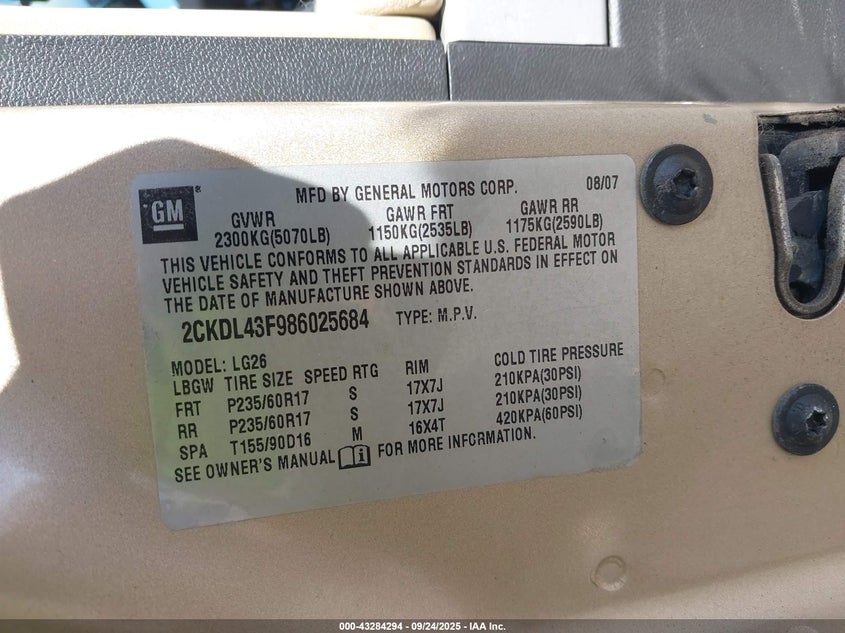 GM
MFD BY GENERAL MOTORS CORP. 08/07
GVWR GAWR FRT GAWR RR
2300KG(5070LB) 1150KG(2535LB) 1175KG(2590LB)
THIS VEHICLE CONFORMS TO ALL APPLICABLE U.S. FEDERAL MOTOR
VEHICLE SAFETY AND THEFT PREVENTION STANDARDS IN EFFECT ON
THE DATE OF MANUFACTURE SHOWN ABOVE.
2CKDL43F986025684 TYPE: M.P.V.
MODEL: LG26
LBGW TIRE SIZE SPEED RTG RIM COLD TIRE PRESSURE
FRT P235/60R17 S 17X7J 210KPA(30PSI)
RR P235/60R17 S 17X7J 210KPA(30PSI)
SPA T155/90D16 M 16X4T 420KPA(60PSI)
SEE OWNER'S MANUAL i FOR MORE INFORMATION.
000-43284294 - 09/24/2025 - IAA Inc.